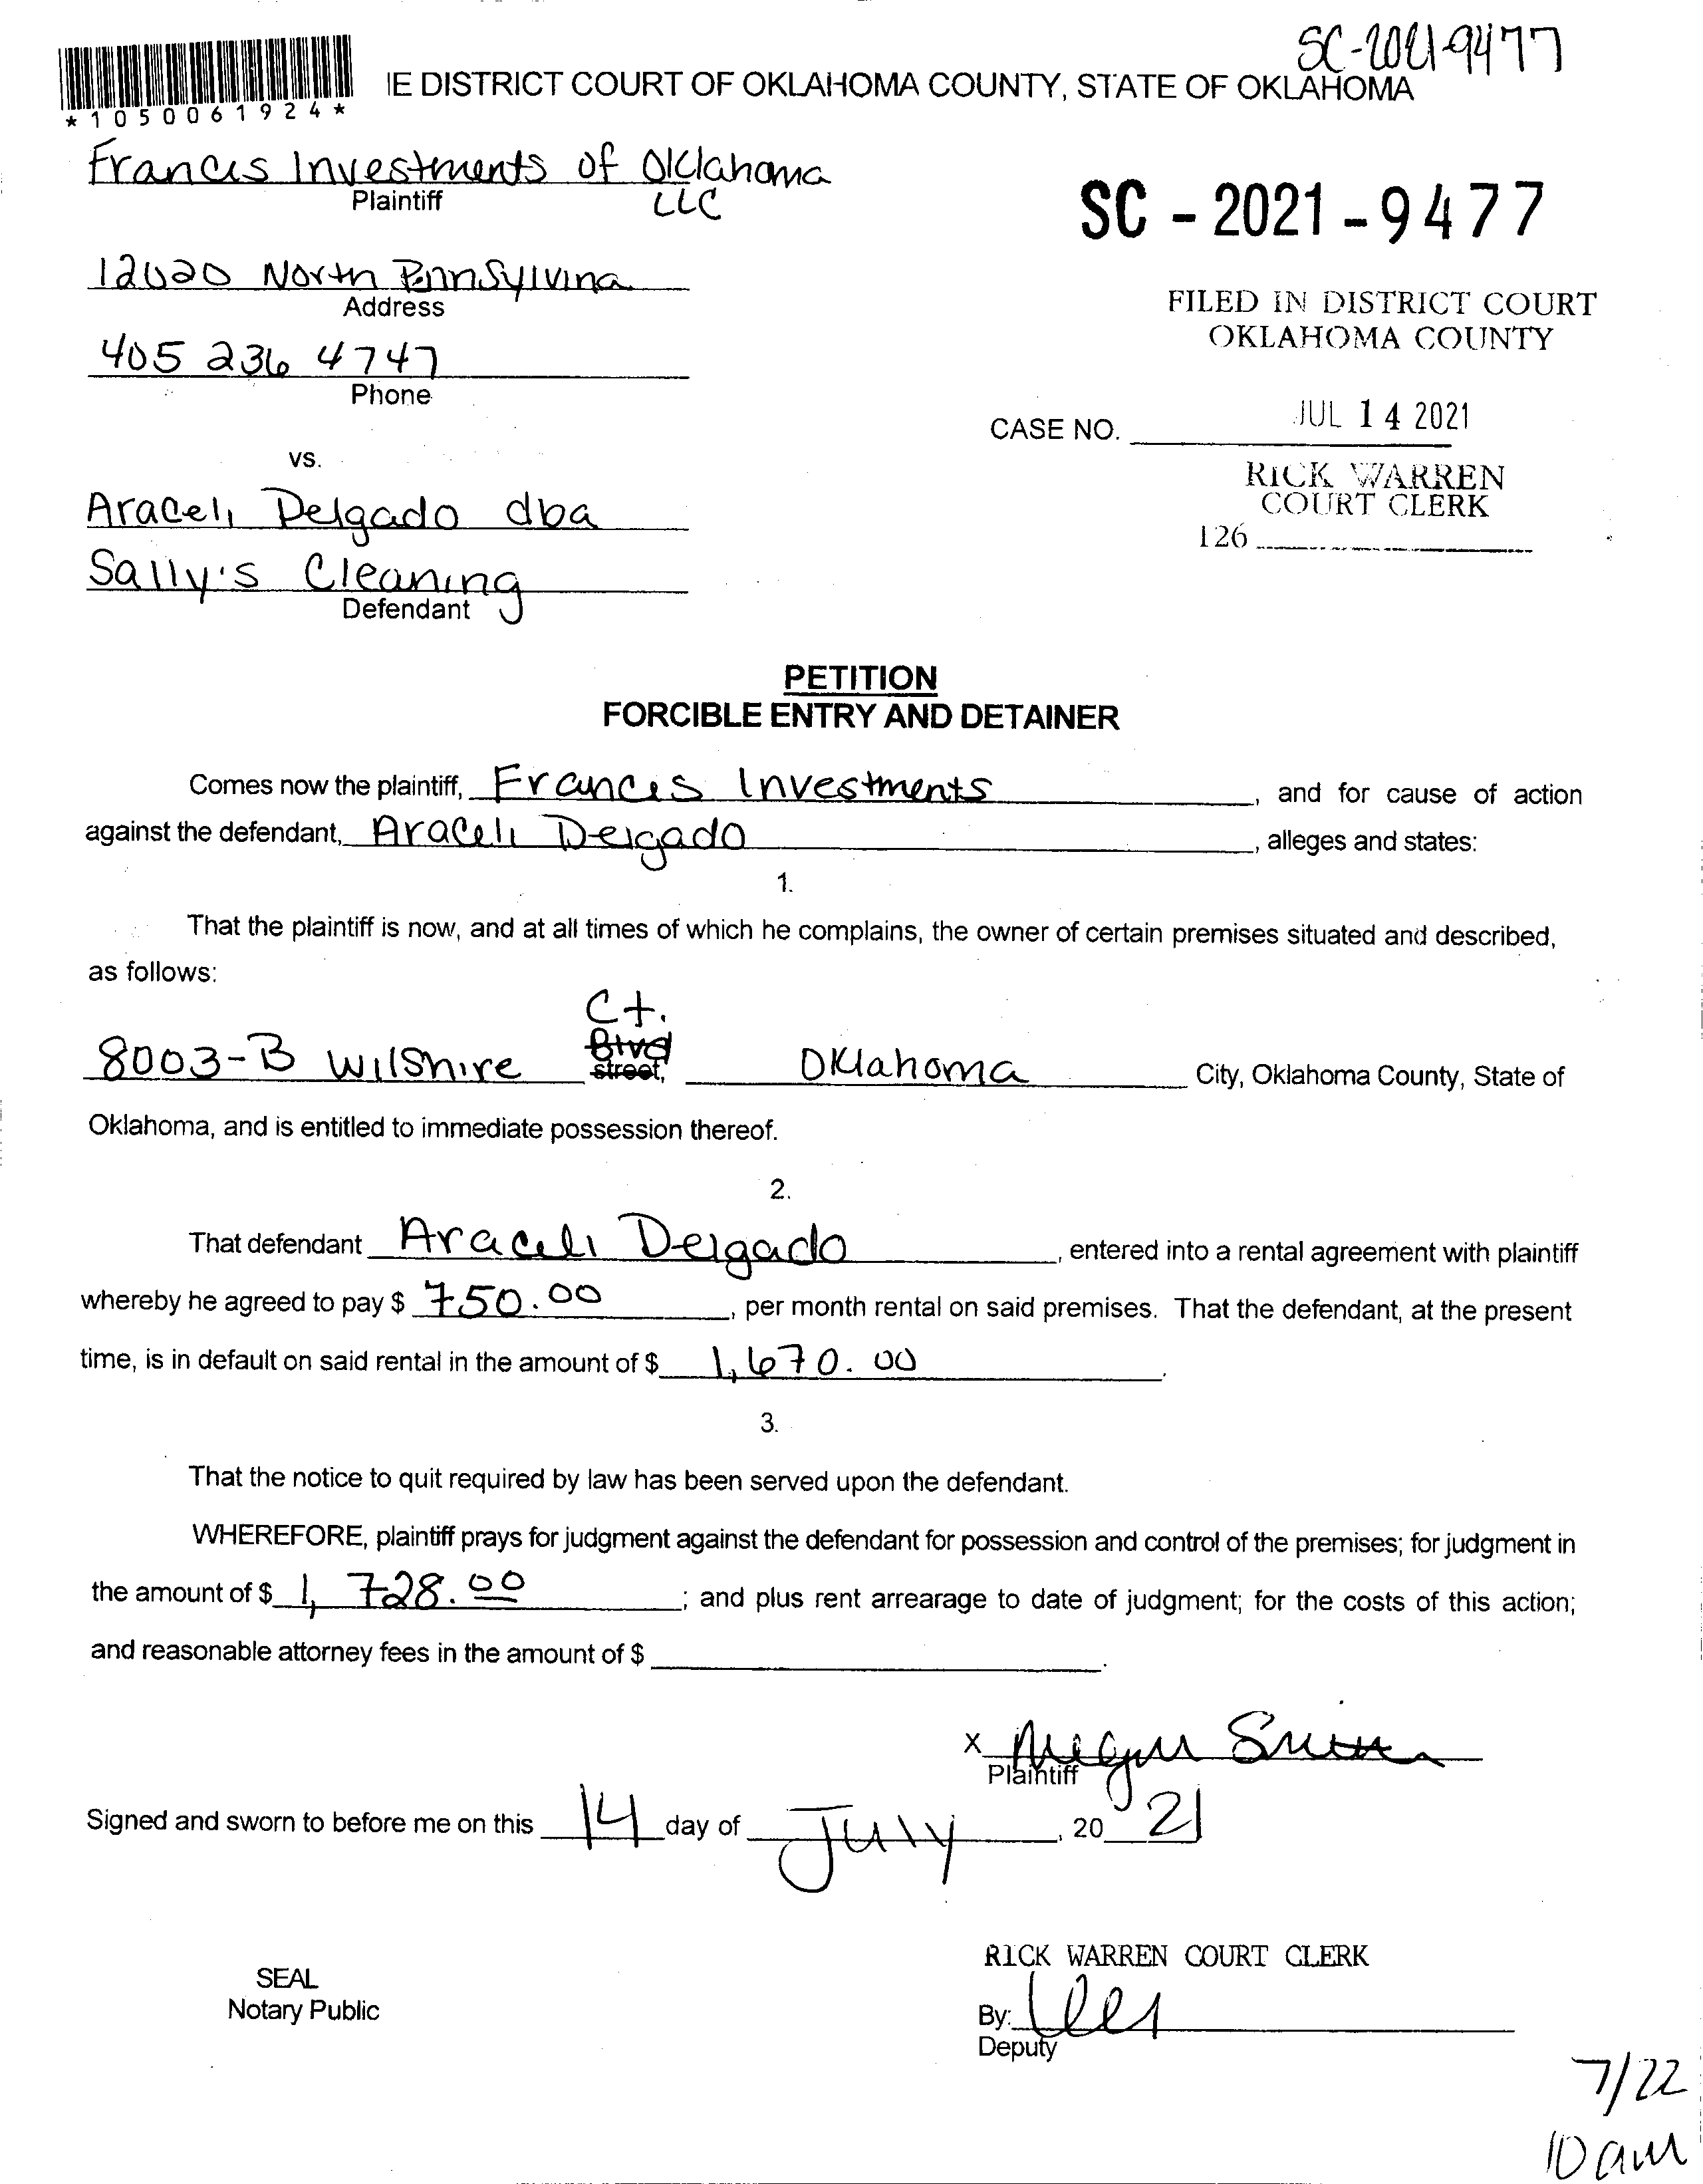 SC-2021-9477
*1050061924*
IE DISTRICT COURT OF OKLAHOMA COUNTY, STATE OF OKLAHOMA
Francis Investments of Oklahoma
Plaintiff LLC
SC - 2021 - 9477
12020 North Pennsylvina
Address
FILED IN DISTRICT COURT
OKLAHOMA COUNTY
405 236 4747
Phone
JUL 14 2021
CASE NO.
vs.
RICK WARREN
COURT CLERK
126
Araceli Delgado dba
Sally's Cleaning
Defendant
PETITION
FORCIBLE ENTRY AND DETAINER
Comes now the plaintiff, Francis Investments, and for cause of action
against the defendant, Araceli Delgado, alleges and states:
1.
That the plaintiff is now, and at all times of which he complains, the owner of certain premises situated and described,
as follows:
Ct.
Blvd
8003-B Wilshire street, Oklahoma City, Oklahoma County, State of
Oklahoma, and is entitled to immediate possession thereof.
2.
That defendant Araceli Delgado, entered into a rental agreement with plaintiff
whereby he agreed to pay $ 750.00, per month rental on said premises. That the defendant, at the present
time, is in default on said rental in the amount of $ 1,670.00.
3.
That the notice to quit required by law has been served upon the defendant.
WHEREFORE, plaintiff prays for judgment against the defendant for possession and control of the premises; for judgment in
the amount of $ 1,728.00; and plus rent arrearage to date of judgment; for the costs of this action;
and reasonable attorney fees in the amount of $ .
X Megan Smith
Plaintiff
Signed and sworn to before me on this 14 day of July, 20 21
RICK WARREN COURT CLERK
SEAL
Notary Public
By:
Deputy
7/22
10 am